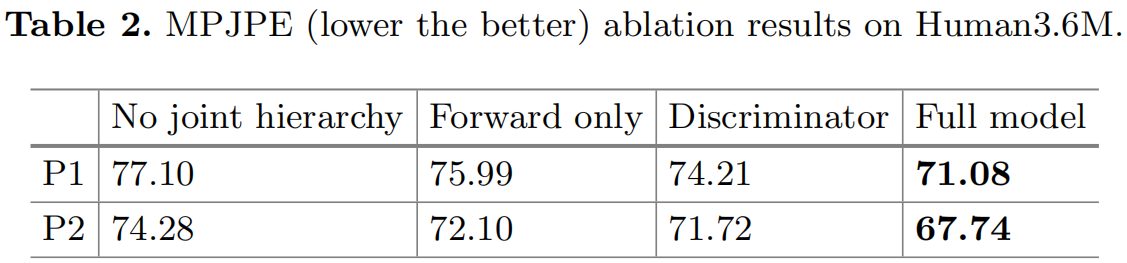 Table 2. MPJPE (lower the better) ablation results on Human3.6M.
No joint hierarchy Forward only Discriminator Full model
P1 77.10 75.99 74.21 71.08
P2 74.28 72.10 71.72 67.74